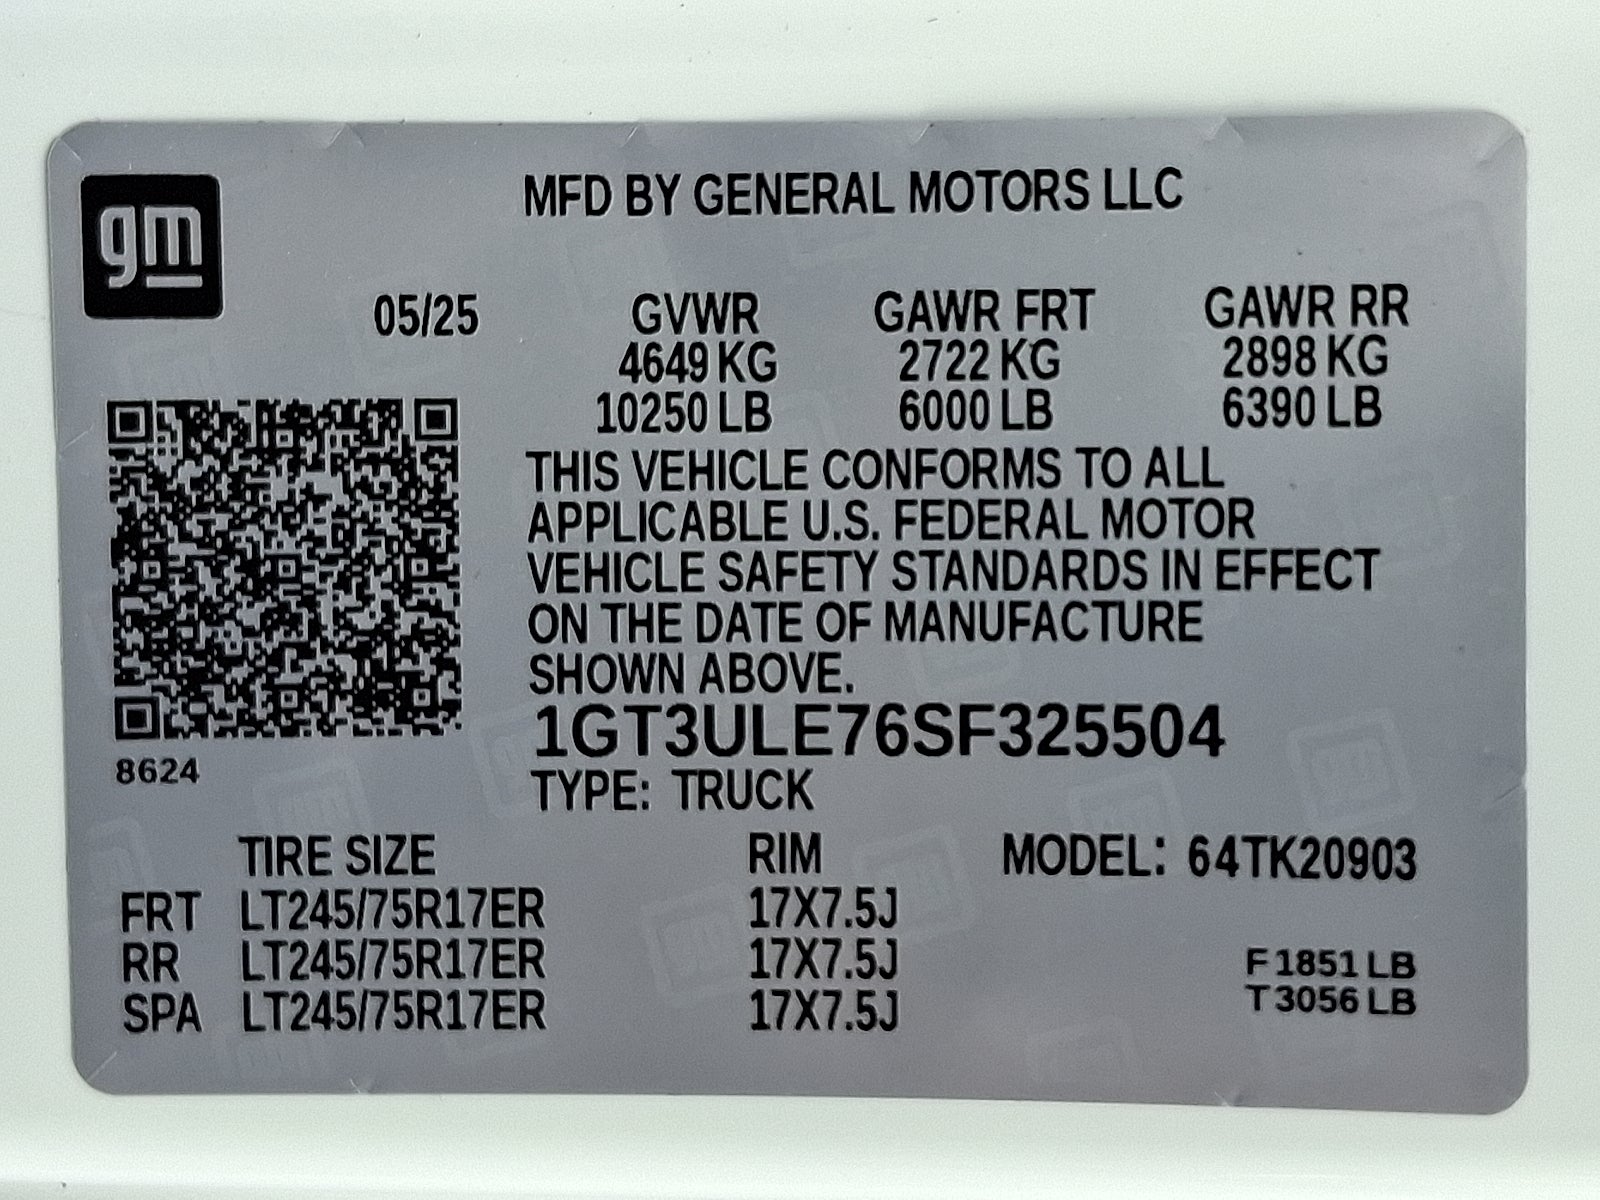 gm
MFD BY GENERAL MOTORS LLC
05/25 GVWR GAWR FRT GAWR RR
4649 KG 2722 KG 2898 KG
10250 LB 6000 LB 6390 LB
THIS VEHICLE CONFORMS TO ALL
APPLICABLE U.S. FEDERAL MOTOR
VEHICLE SAFETY STANDARDS IN EFFECT
ON THE DATE OF MANUFACTURE
SHOWN ABOVE.
1GT3ULE76SF325504
8624
TYPE: TRUCK
TIRE SIZE RIM MODEL: 64TK20903
FRT LT245/75R17ER 17X7.5J
RR LT245/75R17ER 17X7.5J
SPA LT245/75R17ER 17X7.5J
F 1851 LB
T 3056 LB